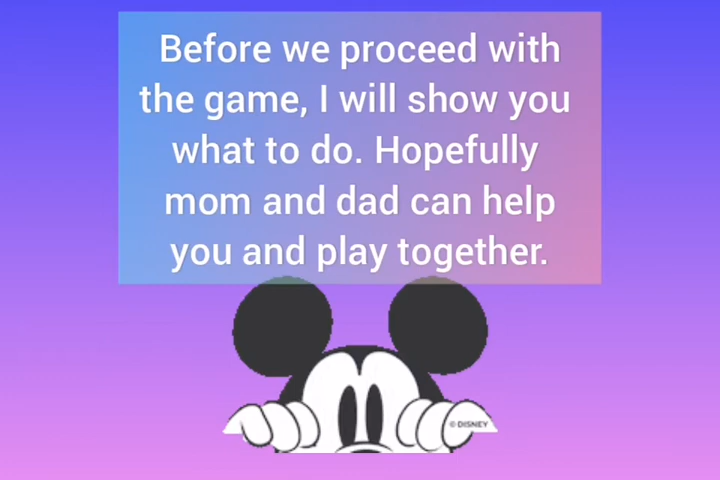 Before we proceed with
the game, I will show you
what to do. Hopefully
mom and dad can help
you and play together.
© DISNEY